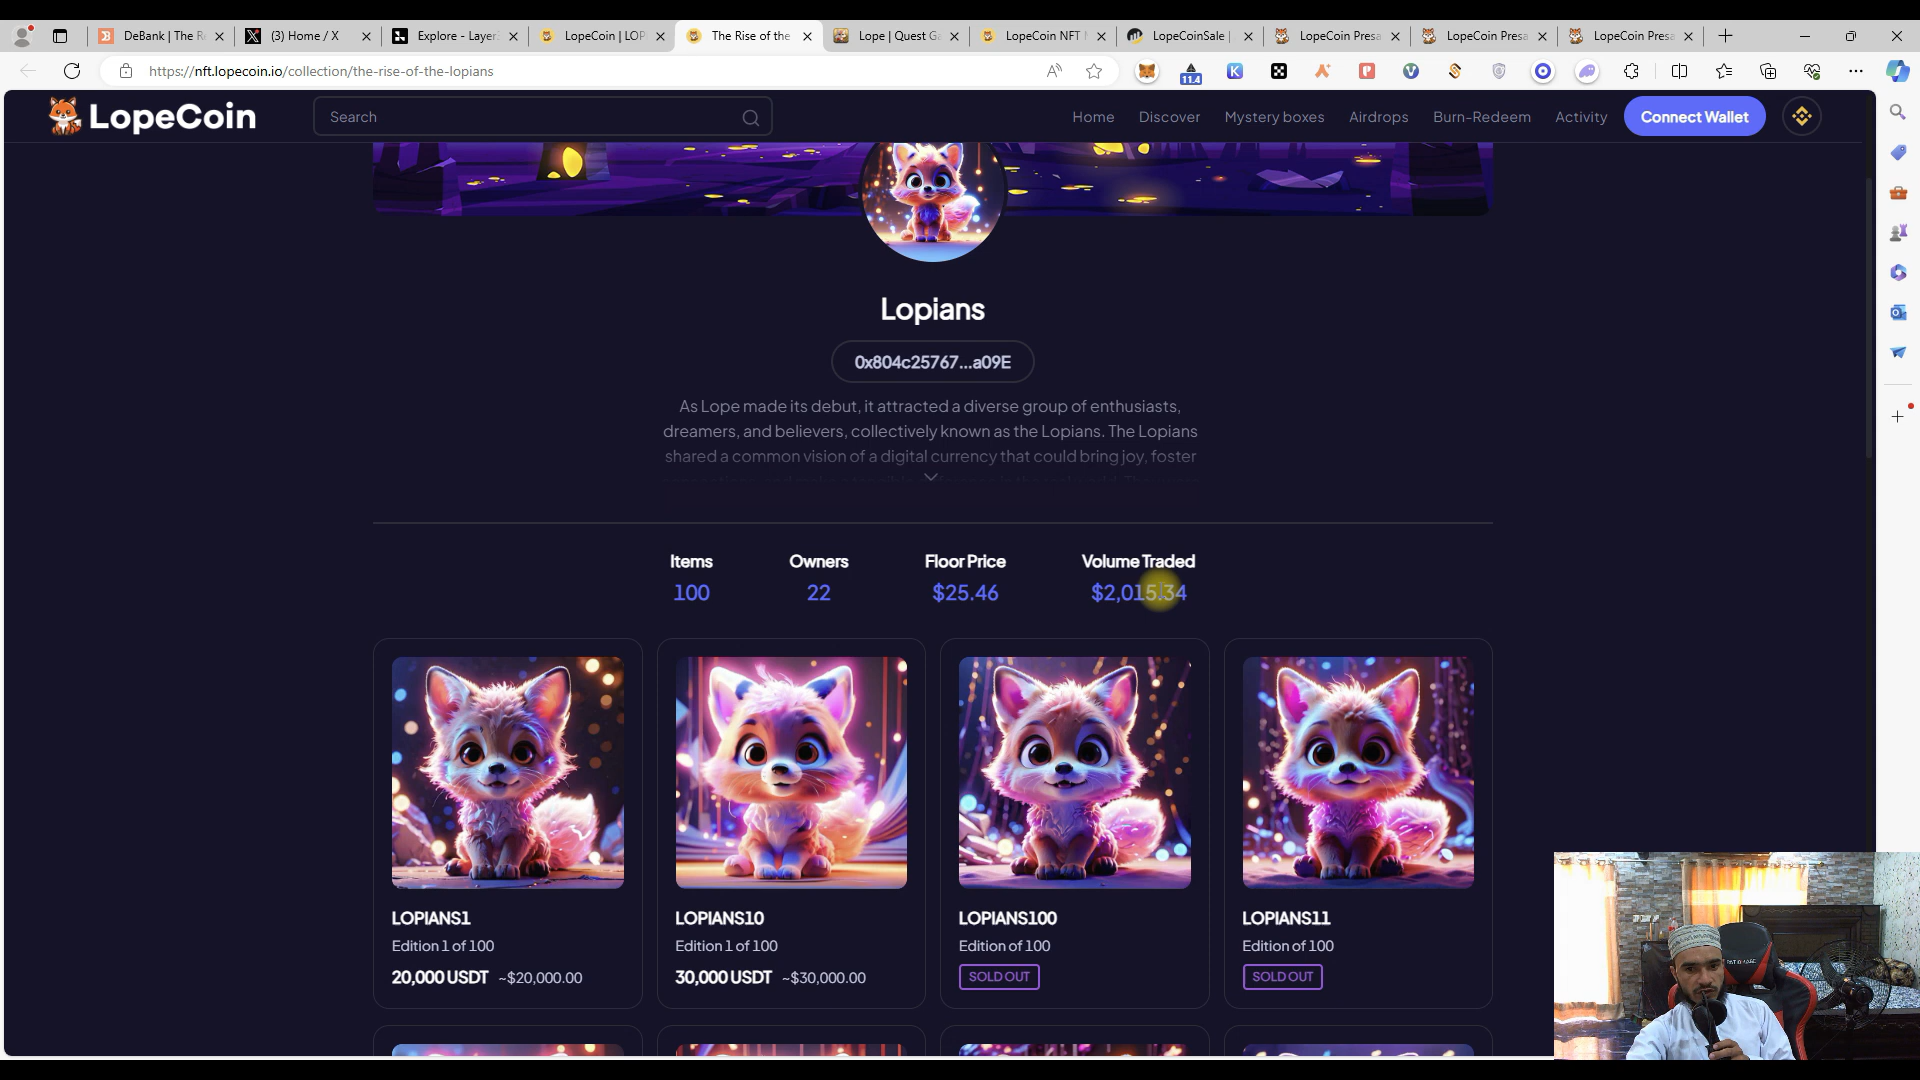 DeBank | The R
(3) Home / X
Explore - Layer
LopeCoin | LOP
The Rise of the
Lope | Quest Ga
LopeCoin NFT
LopeCoinSale |
LopeCoin Presa
LopeCoin Presa
LopeCoin Presa
https://nft.lopecoin.io/collection/the-rise-of-the-lopians
11.4
LopeCoin
Search
Home
Discover
Mystery boxes
Airdrops
Burn-Redeem
Activity
Connect Wallet
Lopians
0x804c25767...a09E
As Lope made its debut, it attracted a diverse group of enthusiasts,
dreamers, and believers, collectively known as the Lopians. The Lopians
shared a common vision of a digital currency that could bring joy, foster
Items
Owners
Floor Price
Volume Traded
100
22
$25.46
$2,015.34
LOPIANS1
Edition 1 of 100
20,000 USDT ~$20,000.00
LOPIANS10
Edition 1 of 100
30,000 USDT ~$30,000.00
LOPIANS100
Edition of 100
SOLD OUT
LOPIANS11
Edition of 100
SOLD OUT